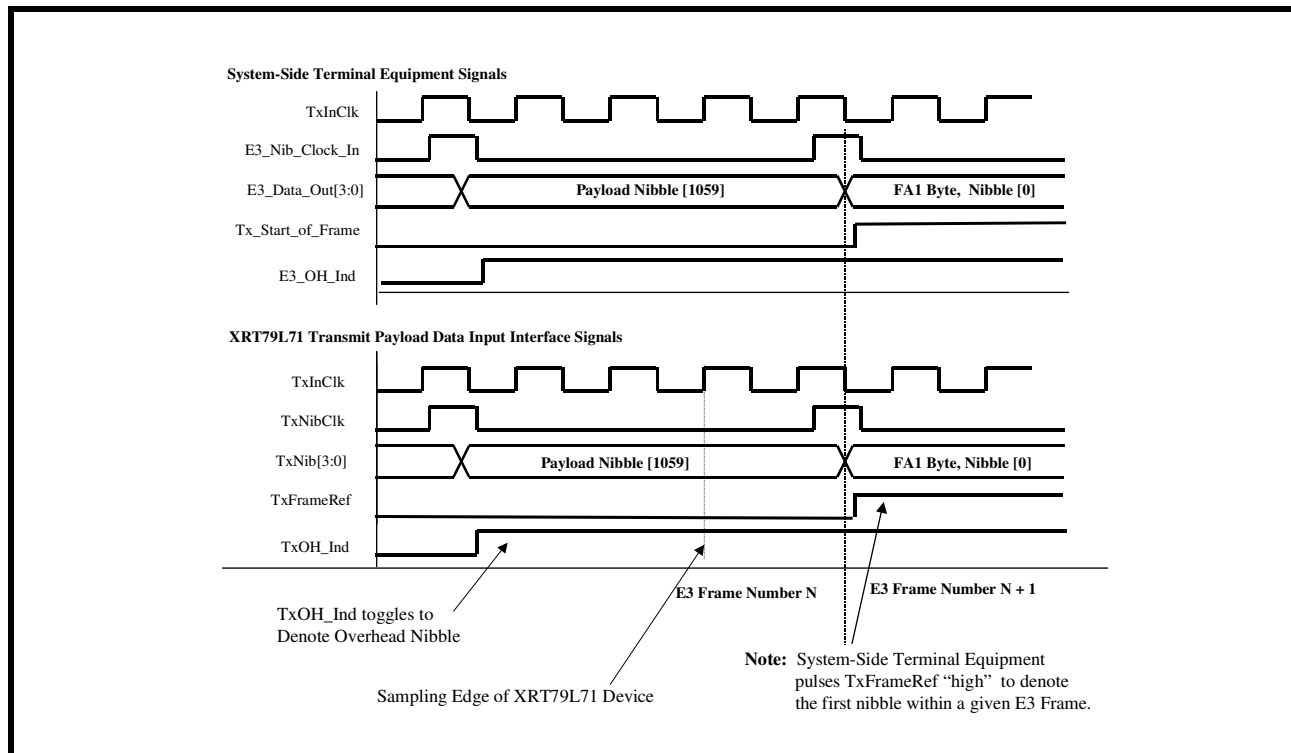 System-Side Terminal Equipment Signals
TxInClk
E3_Nib_Clock_In
E3_Data_Out[3:0]
Payload Nibble [1059]
FA1 Byte, Nibble [0]
Tx_Start_of_Frame
E3_OH_Ind
XRT79L71 Transmit Payload Data Input Interface Signals
TxInClk
TxNibClk
TxNib[3:0]
Payload Nibble [1059]
FA1 Byte, Nibble [0]
TxFrameRef
TxOH_Ind
E3 Frame Number N
E3 Frame Number N + 1
TxOH_Ind toggles to
Denote Overhead Nibble
Sampling Edge of XRT79L71 Device
Note: System-Side Terminal Equipment
pulses TxFrameRef “high” to denote
the first nibble within a given E3 Frame.